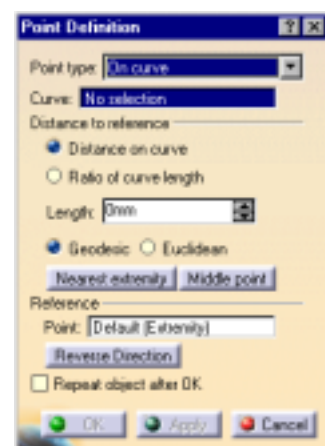 Point Definition ? X
Point type: On curve
Curve: No selection
Distance to reference
Distance on curve
Ratio of curve length
Length: 0mm
Geodesic Euclidean
Nearest extremity Middle point
Reference
Point: Default (Extremity)
Reverse Direction
Repeat object after OK
OK Apply Cancel